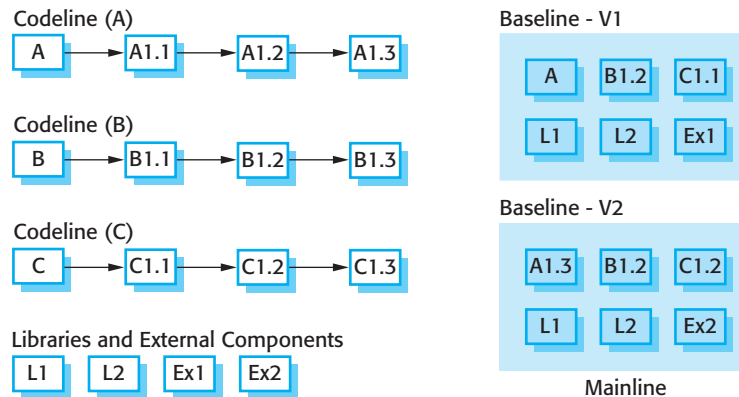 Codeline (A)
A A1.1 A1.2 A1.3
Codeline (B)
B B1.1 B1.2 B1.3
Codeline (C)
C C1.1 C1.2 C1.3
Libraries and External Components
L1 L2 Ex1 Ex2
Baseline - V1
A B1.2 C1.1
L1 L2 Ex1
Baseline - V2
A1.3 B1.2 C1.2
L1 L2 Ex2
Mainline